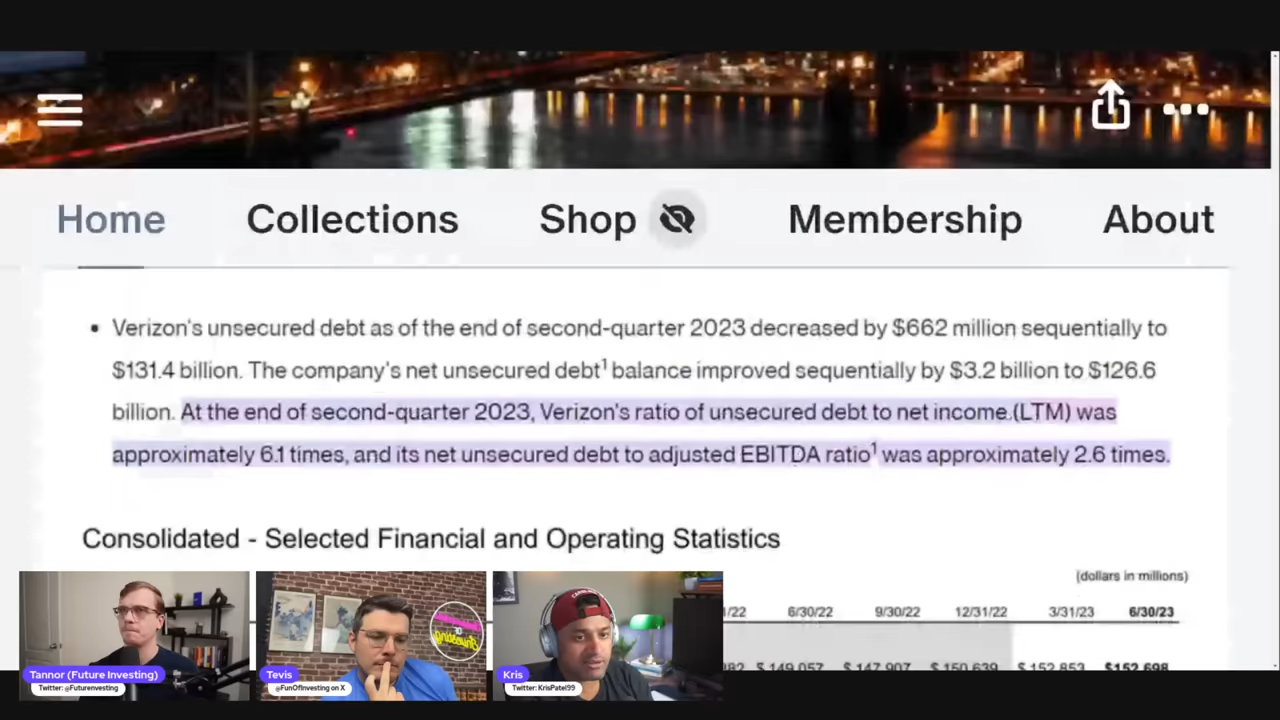 Home Collections Shop Membership About
• Verizon's unsecured debt as of the end of second-quarter 2023 decreased by $662 million sequentially to
$131.4 billion. The company's net unsecured debt¹ balance improved sequentially by $3.2 billion to $126.6
billion. At the end of second-quarter 2023, Verizon's ratio of unsecured debt to net income.(LTM) was
approximately 6.1 times, and its net unsecured debt to adjusted EBITDA ratio¹ was approximately 2.6 times.
Consolidated - Selected Financial and Operating Statistics
(dollars in millions)
6/30/22 9/30/22 12/31/22 3/31/23 6/30/23
$ 149,057 $ 147,907 $ 150,639 $ 152,853 $152,698
Tannor (Future Investing)
Twitter: @Futurenvesting
Tevis
@FunOfInvesting on X
Kris
Twitter: KrisPatel99